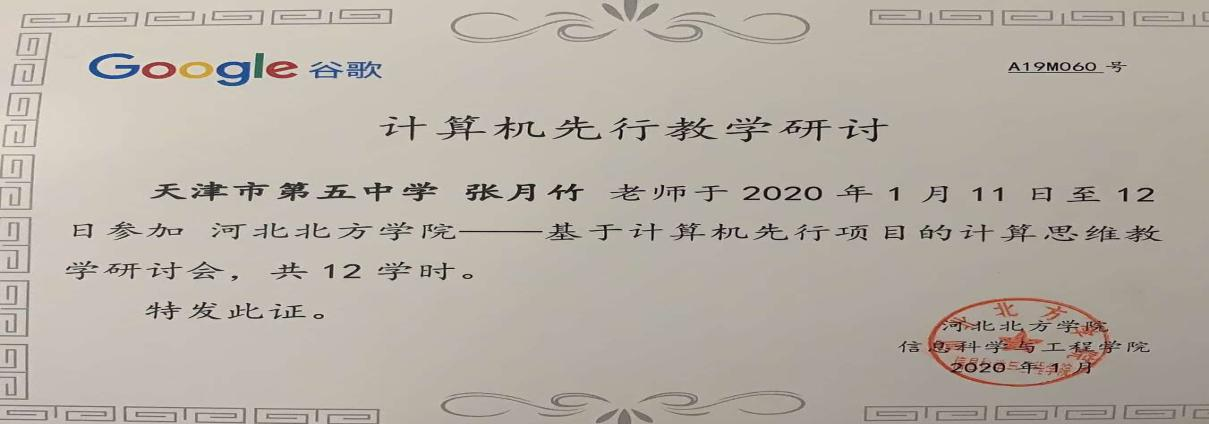 Google 谷歌
A19M060 号
计算机先行教学研讨
天津市第五中学 张月竹 老师于 2020 年 1 月 11 日至 12
日参加 河北北方学院——基于计算机先行项目的计算思维教
学研讨会，共 12 学时。
特发此证。
河北北方学院
信息科学与工程学院
2020 年 1 月